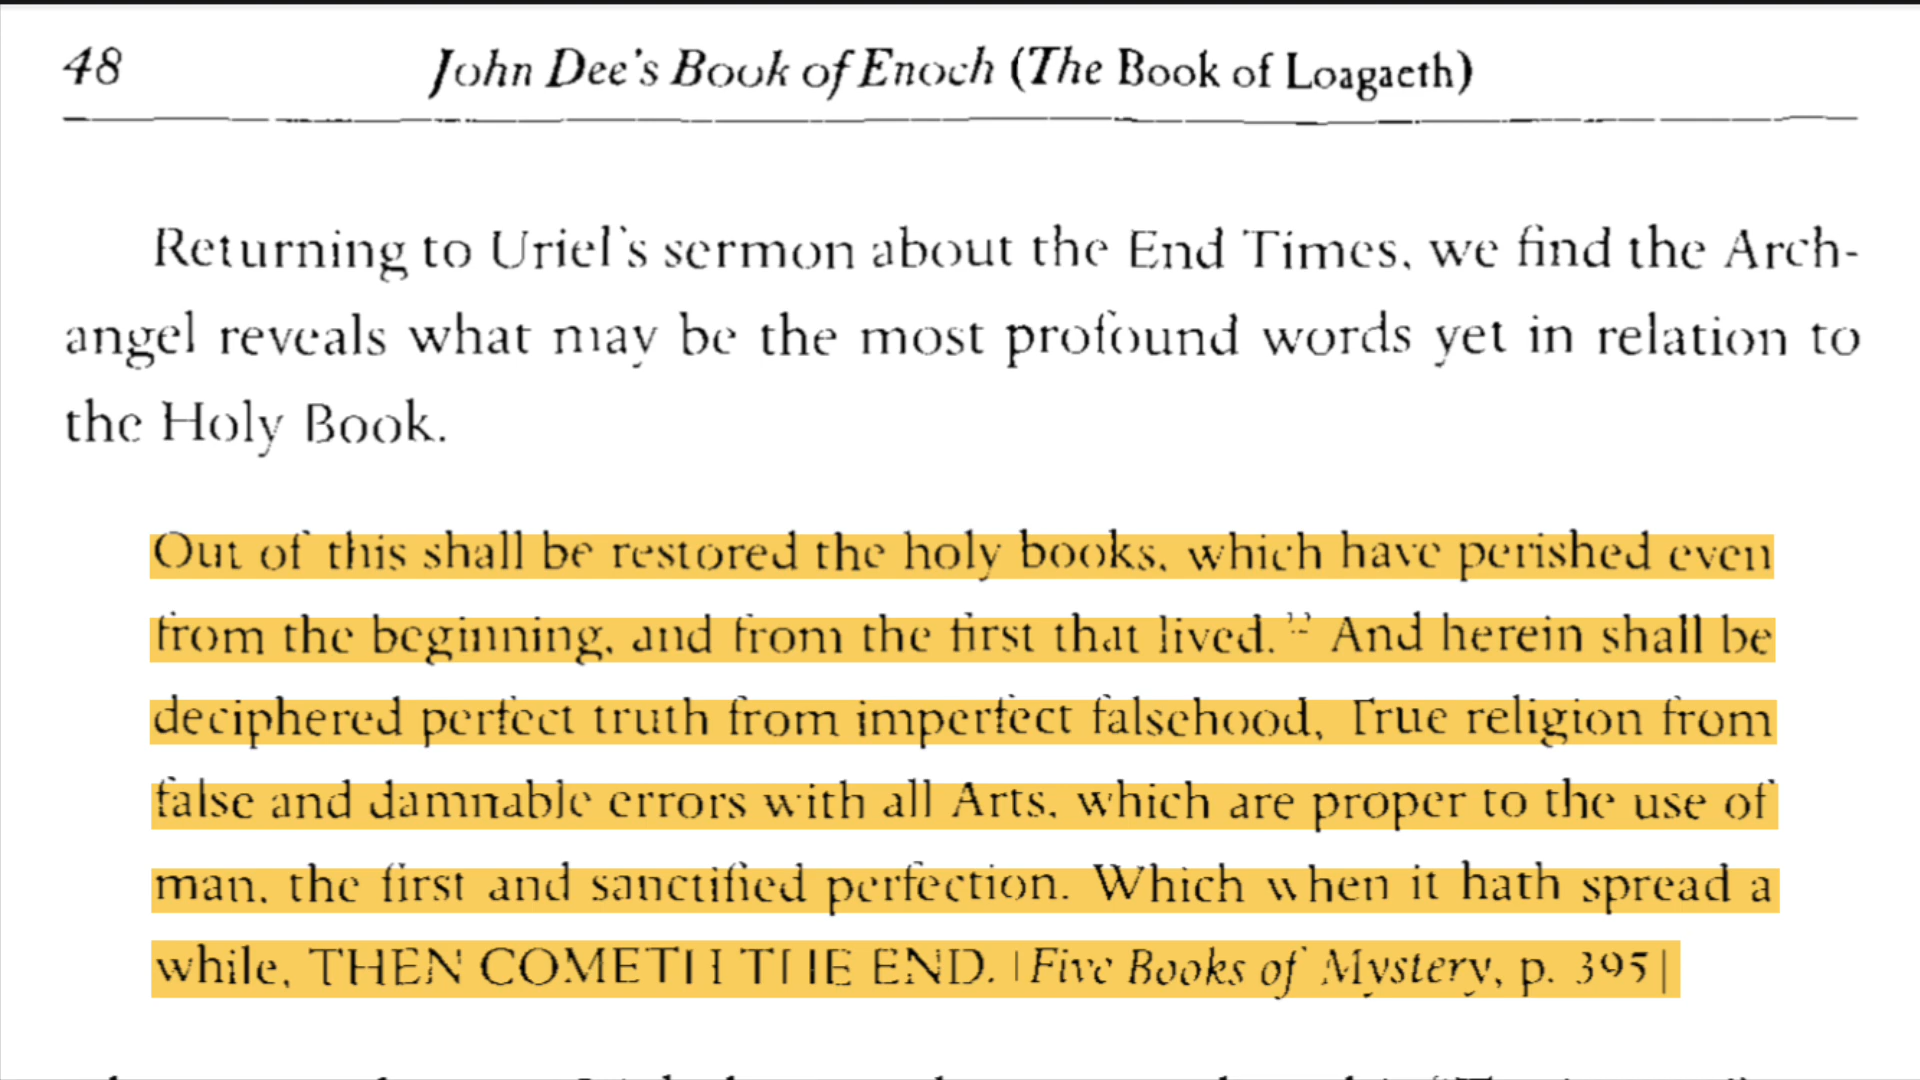 48 John Dee's Book of Enoch (The Book of Loagaeth)
Returning to Uriel's sermon about the End Times, we find the Arch-
angel reveals what may be the most profound words yet in relation to
the Holy Book.
Out of this shall be restored the holy books, which have perished even
from the beginning, and from the first that lived. And herein shall be
deciphered perfect truth from imperfect falsehood, True religion from
false and damnable errors with all Arts, which are proper to the use of
man, the first and sanctified perfection. Which when it hath spread a
while, THEN COMETH THE END. [Five Books of Mystery, p. 395]